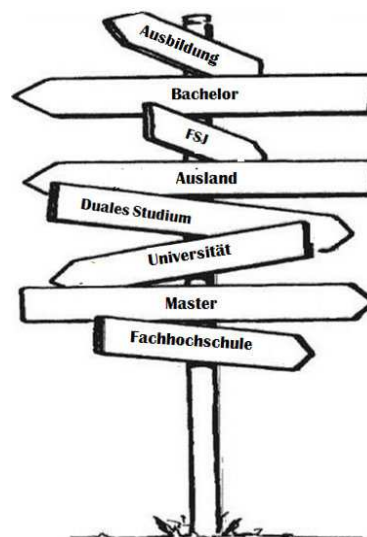 Ausbildung
Bachelor
FSJ
Ausland
Duales Studium
Universität
Master
Fachhochschule